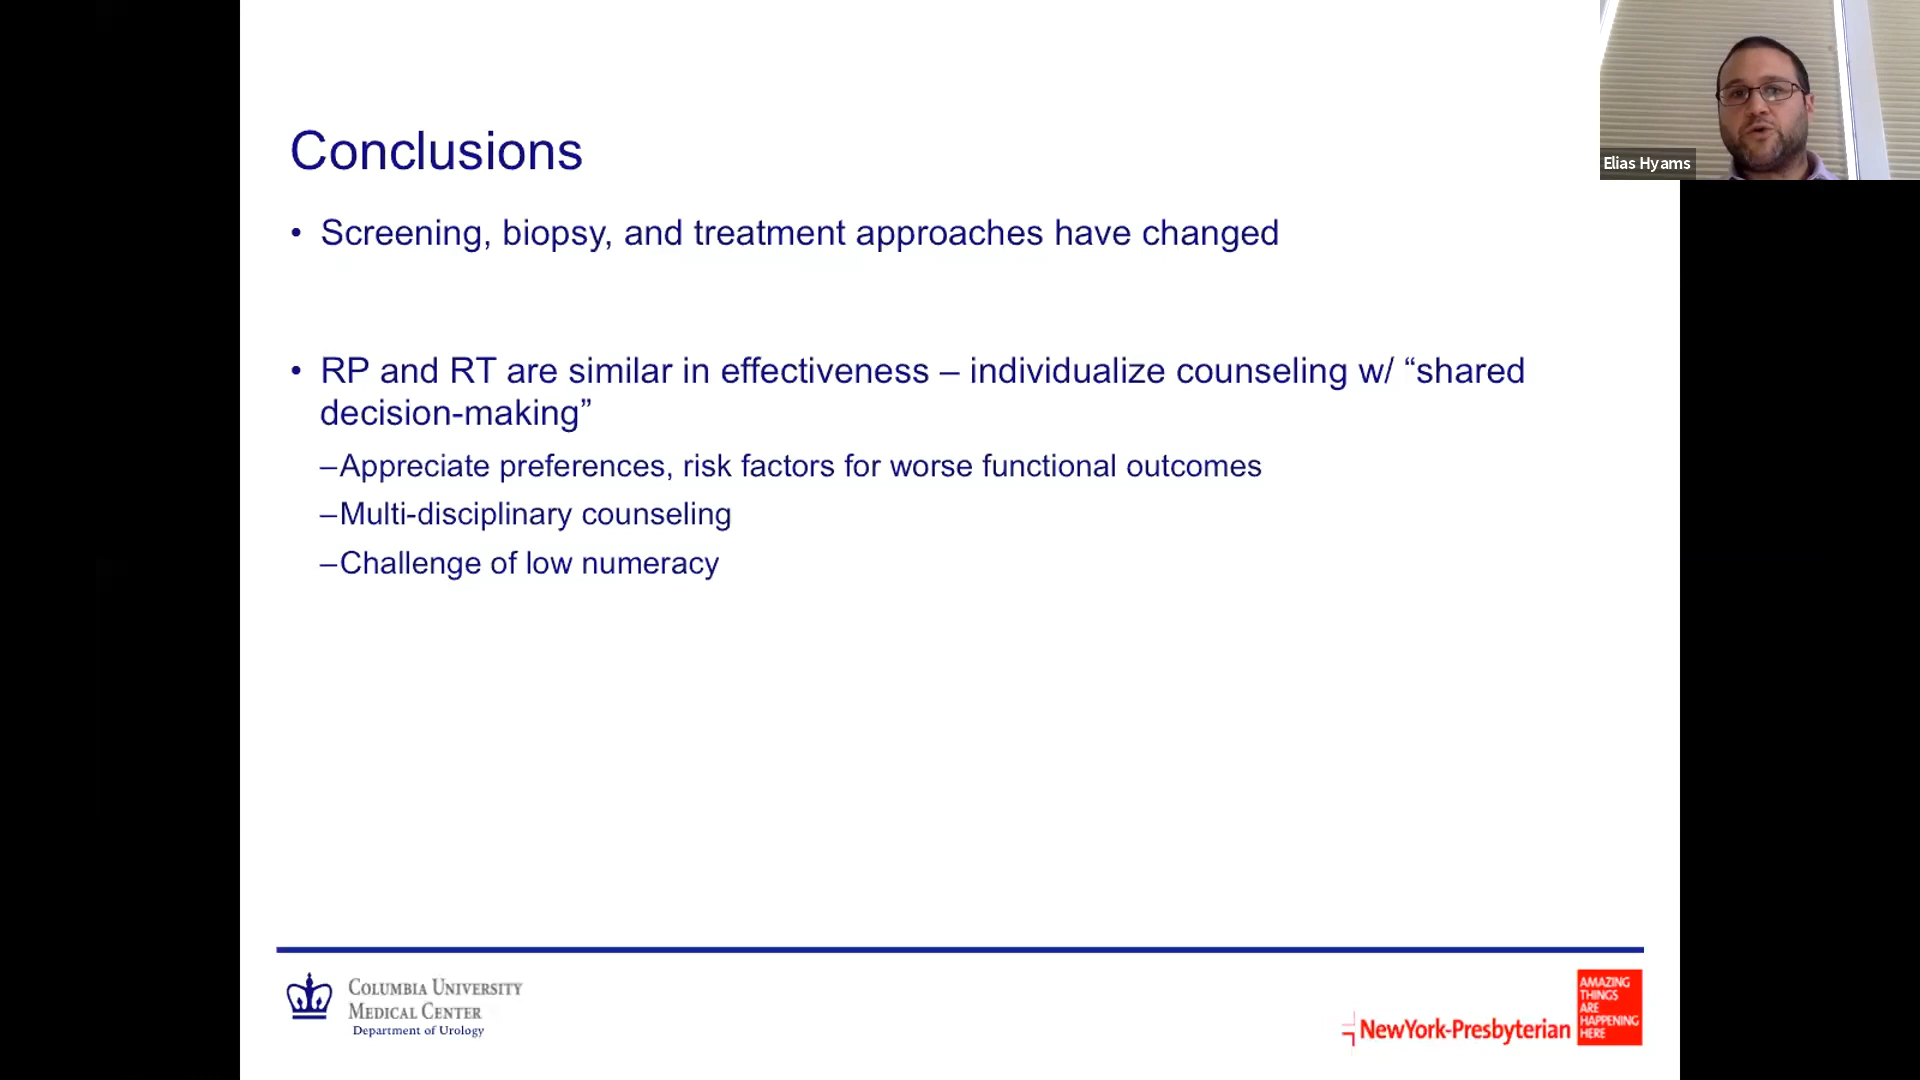 Elias Hyams
Conclusions
• Screening, biopsy, and treatment approaches have changed
• RP and RT are similar in effectiveness – individualize counseling w/ “shared
decision-making”
–Appreciate preferences, risk factors for worse functional outcomes
–Multi-disciplinary counseling
–Challenge of low numeracy
COLUMBIA UNIVERSITY
MEDICAL CENTER
Department of Urology
NewYork-Presbyterian
AMAZING
THINGS
ARE
HAPPENING
HERE